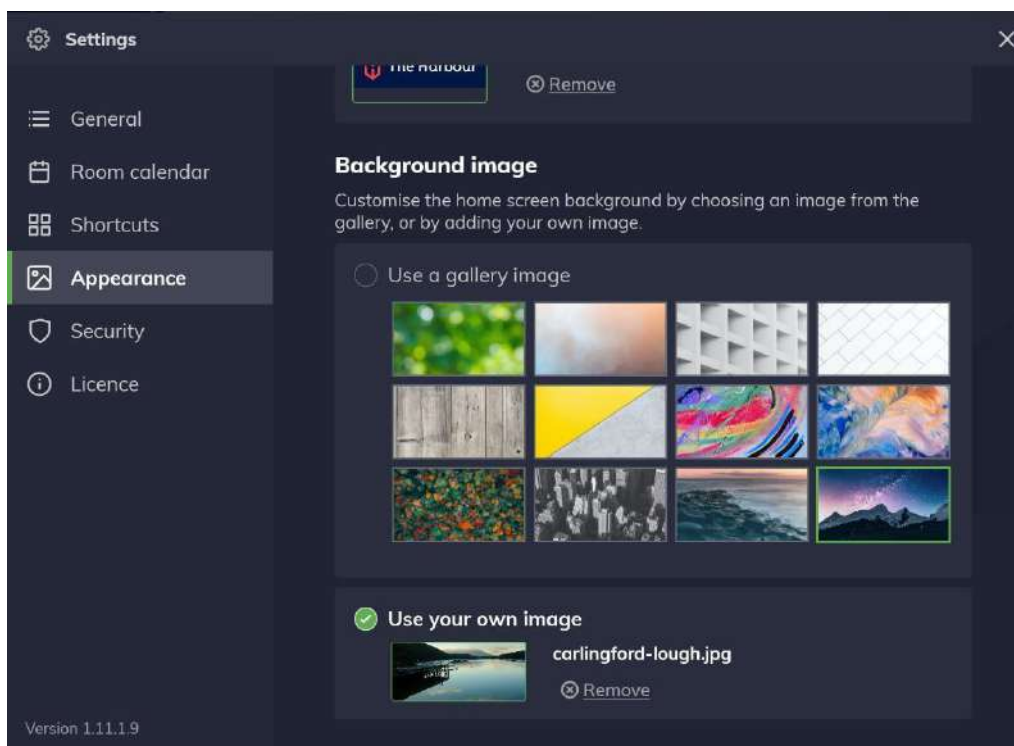 Settings
The Harbour
Remove
General
Room calendar
Shortcuts
Appearance
Security
Licence
Background image
Customise the home screen background by choosing an image from the
gallery, or by adding your own image.
Use a gallery image
Use your own image
carlingford-lough.jpg
Remove
Version 1.11.1.9